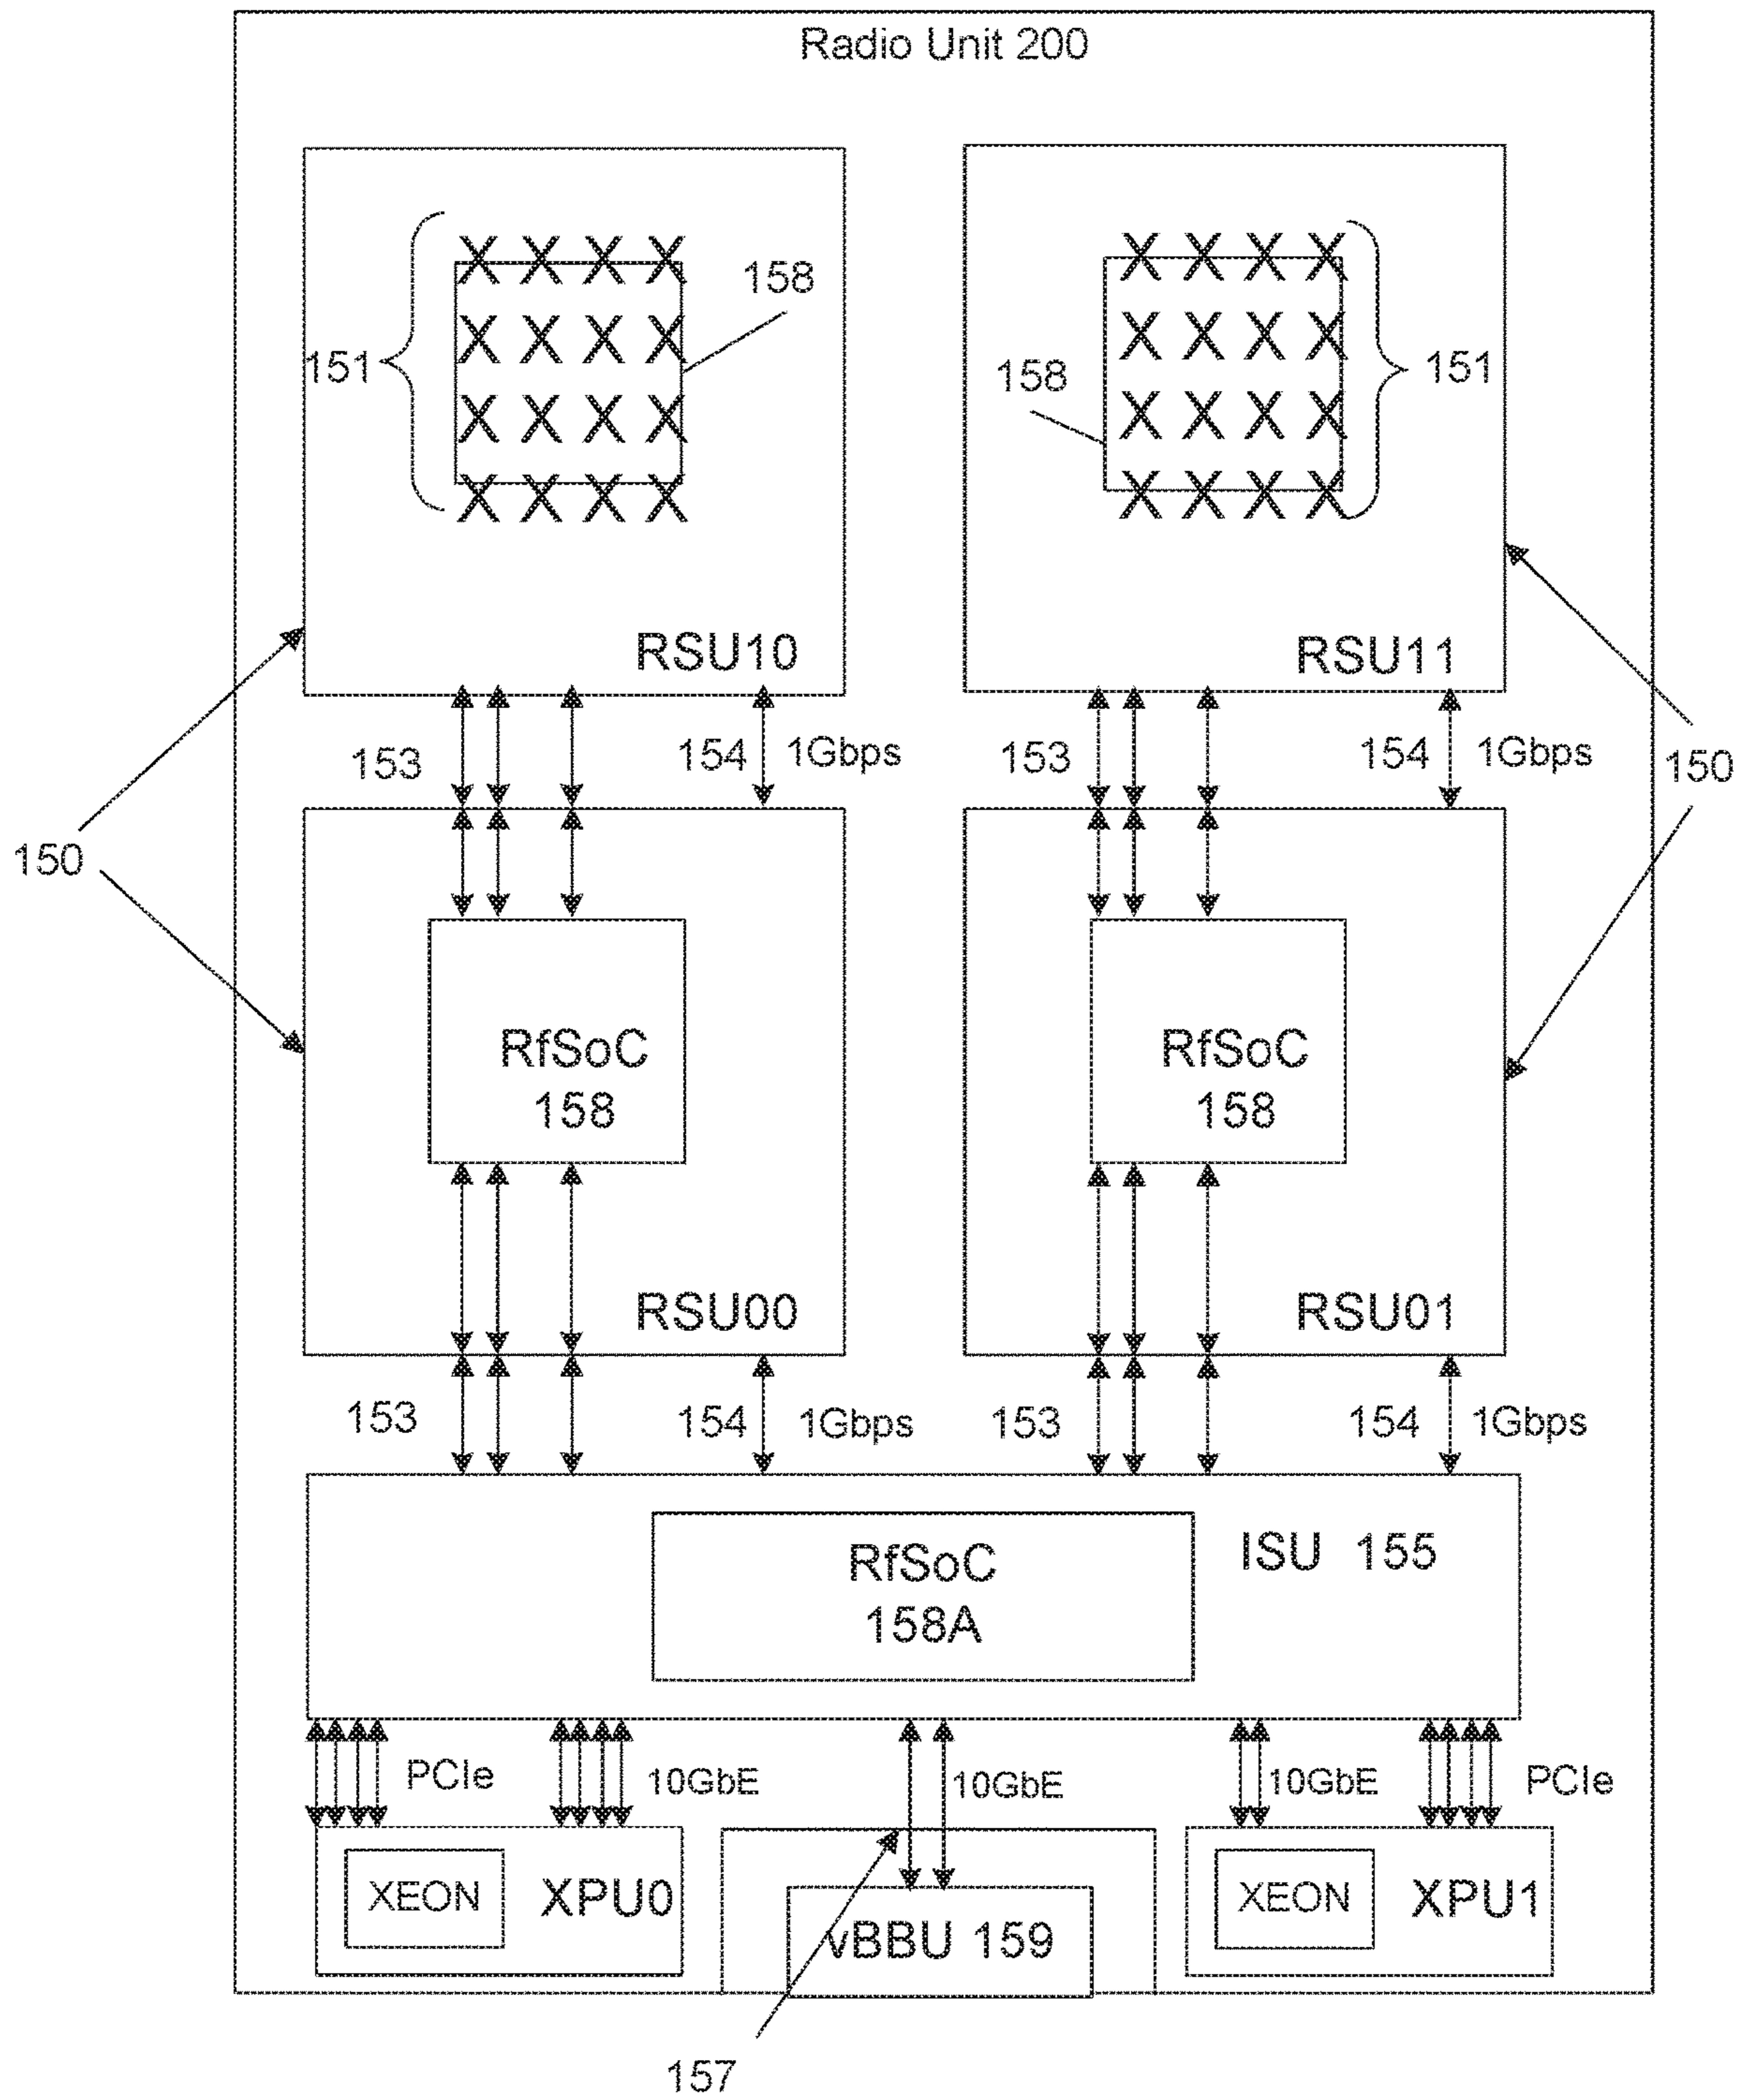 Radio Unit 200
158
151
158
151
RSU10
RSU11
153
154
1Gbps
153
154
1Gbps
150
150
RfSoC
158
RfSoC
158
RSU00
RSU01
153
154
1Gbps
153
154
1Gbps
RfSoC
158A
ISU 155
PCIe
10GbE
10GbE
10GbE
PCIe
XEON
XPU0
vBBU 159
XEON
XPU1
157